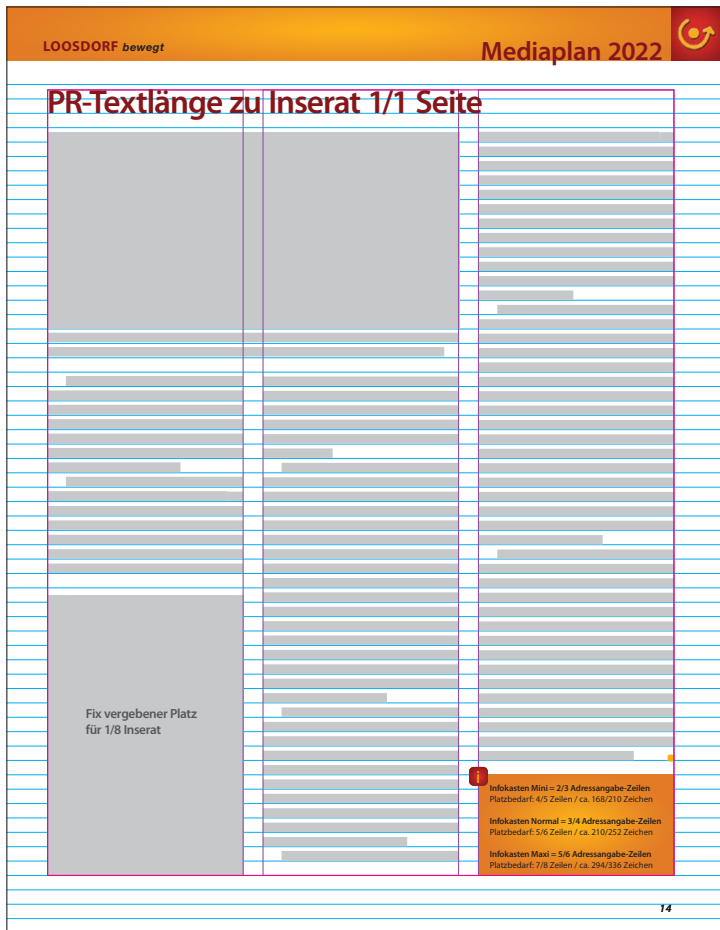 LOOSDORF bewegt
Mediaplan 2022
PR-Textlänge zu Inserat 1/1 Seite
Fix vergebener Platz
für 1/8 Inserat
i
Infokasten Mini = 2/3 Adressangabe-Zeilen
Platzbedarf: 4/5 Zeilen / ca. 168/210 Zeichen
Infokasten Normal = 3/4 Adressangabe-Zeilen
Platzbedarf: 5/6 Zeilen / ca. 210/252 Zeichen
Infokasten Maxi = 5/6 Adressangabe-Zeilen
Platzbedarf: 7/8 Zeilen / ca. 294/336 Zeichen
14